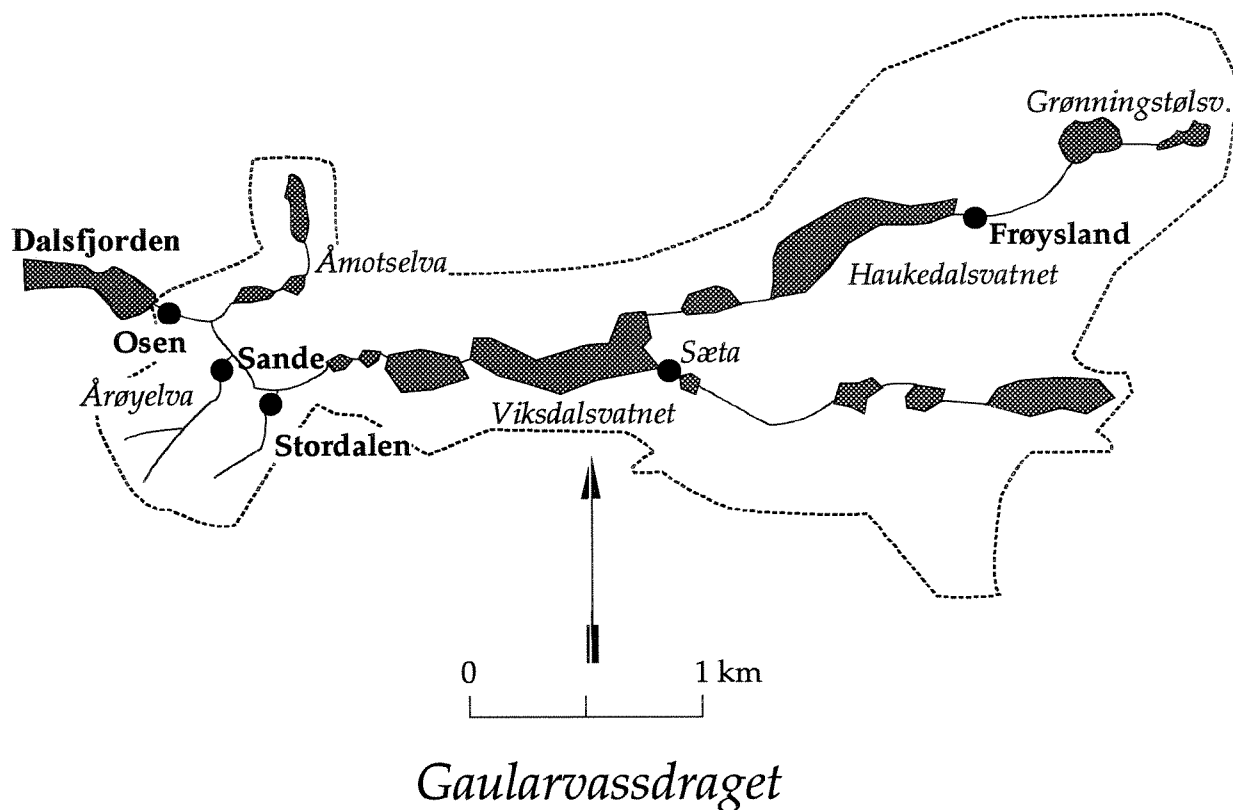 Grønningstølsv.
Dalsfjorden
Åmotselva
Frøysland
Haukedalsvatnet
Osen
Sande
Sæta
Årøyelva
Viksdalsvatnet
Stordalen
0 1 km
Gaularvassdraget